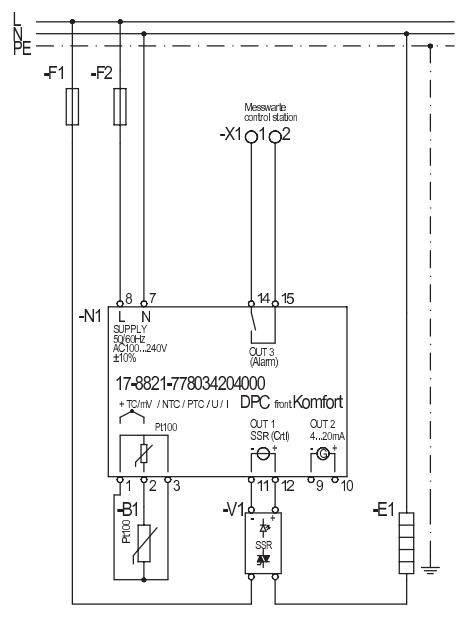 L
N
PE
-F1
-F2
Messwarte
control station
-X1 1 2
8 7 14 15
-N1
L N
SUPPLY
50/60Hz
AC100...240V
±10%
OUT 3
(Alarm)
17-8821-778034204000 DPC front Komfort
+ TC/mV / NTC / PTC / U / I
Pt100
OUT 1
SSR (Crtl)
OUT 2
4...20mA
- + - +
1 2 3 11 12 9 10
-B1
Pt100
-V1
- +
SSR
-E1